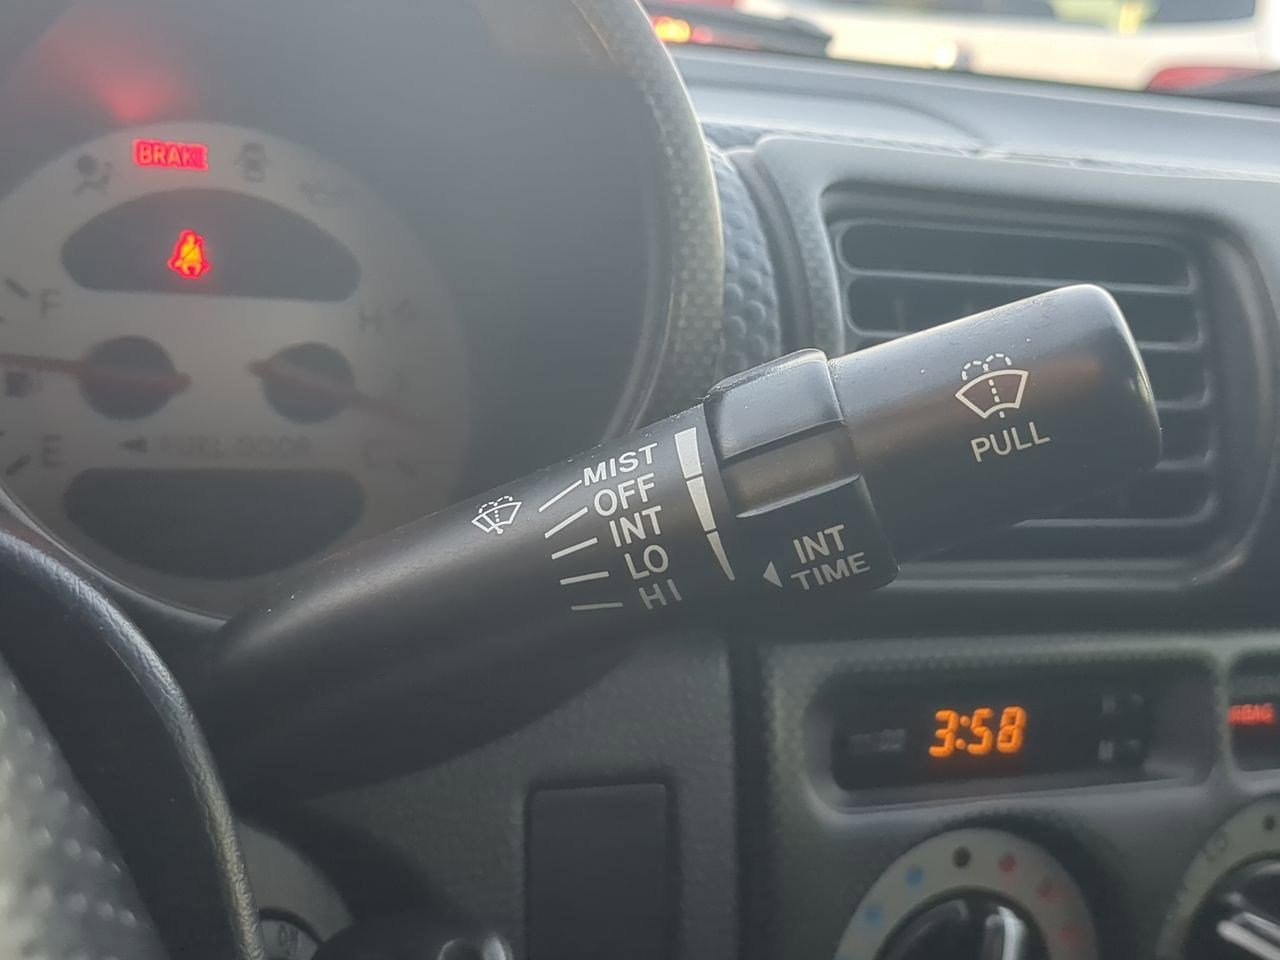 BRAKE
F
H
E
FUEL DOOR
MIST
OFF
INT
LO
HI
INT
TIME
PULL
3:58